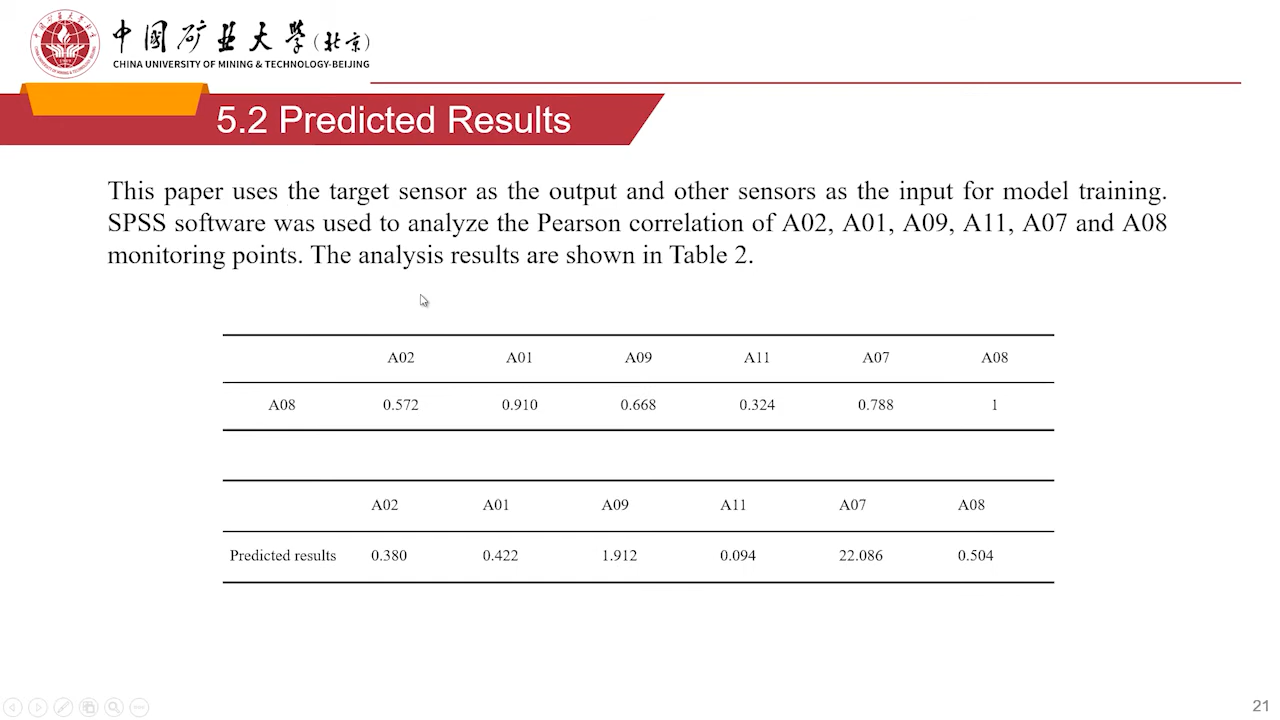 中国矿业大学(北京)
CHINA UNIVERSITY OF MINING & TECHNOLOGY-BEIJING
5.2 Predicted Results
This paper uses the target sensor as the output and other sensors as the input for model training.
SPSS software was used to analyze the Pearson correlation of A02, A01, A09, A11, A07 and A08
monitoring points. The analysis results are shown in Table 2.
A02 A01 A09 A11 A07 A08
A08 0.572 0.910 0.668 0.324 0.788 1
A02 A01 A09 A11 A07 A08
Predicted results 0.380 0.422 1.912 0.094 22.086 0.504
21